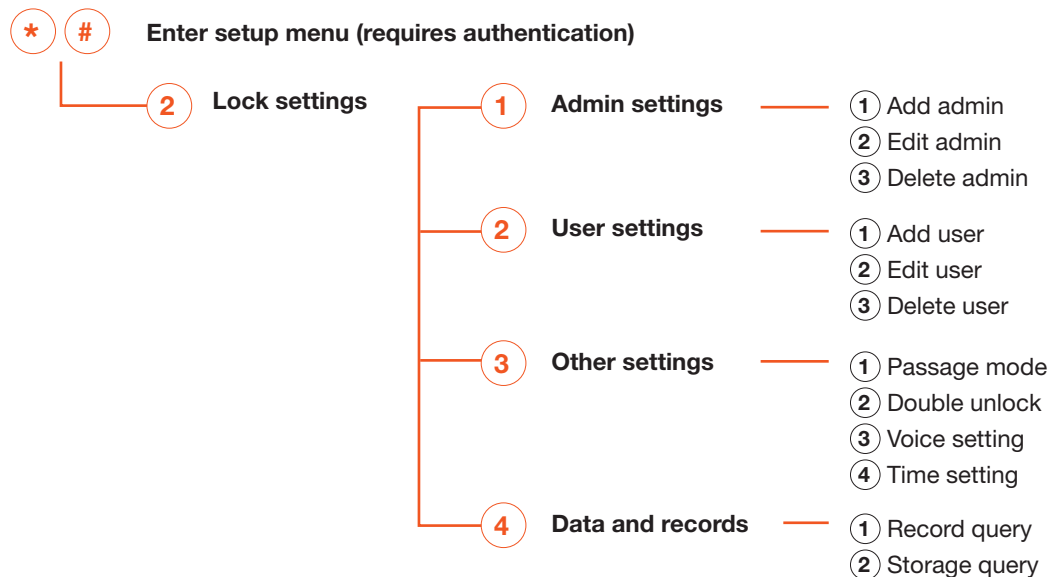 * # Enter setup menu (requires authentication)
2 Lock settings
1 Admin settings
1 Add admin
2 Edit admin
3 Delete admin
2 User settings
1 Add user
2 Edit user
3 Delete user
3 Other settings
1 Passage mode
2 Double unlock
3 Voice setting
4 Time setting
4 Data and records
1 Record query
2 Storage query